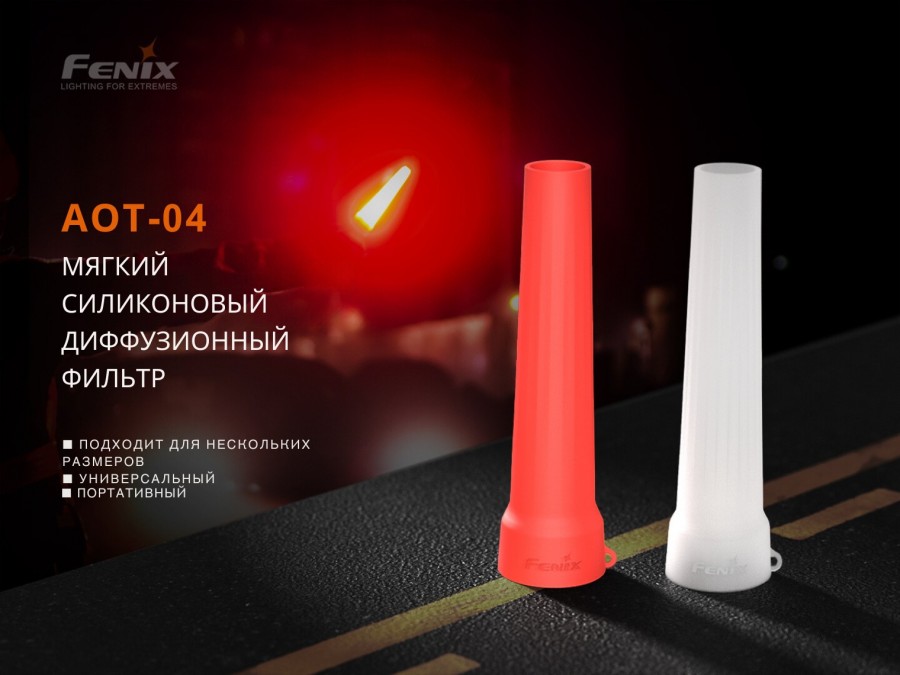 FENIX
LIGHTING FOR EXTREMES
AOT-04
МЯГКИЙ
СИЛИКОНОВЫЙ
ДИФФУЗИОННЫЙ
ФИЛЬТР
■ ПОДХОДИТ ДЛЯ НЕСКОЛЬКИХ
РАЗМЕРОВ
■ УНИВЕРСАЛЬНЫЙ
■ ПОРТАТИВНЫЙ
FENIX
FENIX